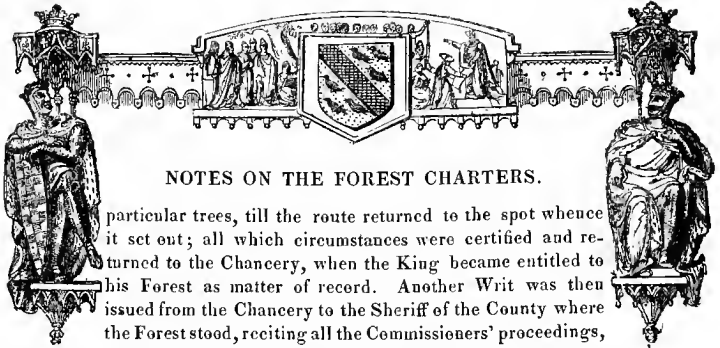 NOTES ON THE FOREST CHARTERS.
particular trees, till the route returned to the spot whence
it set out; all which circumstances were certified and re-
turned to the Chancery, when the King became entitled to
his Forest as matter of record. Another Writ was then
issued from the Chancery to the Sheriff of the County where
the Forest stood, reciting all the Commissioners' proceedings,